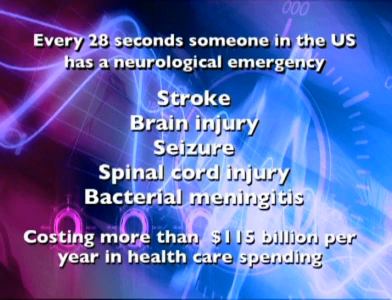 Every 28 seconds someone in the US
has a neurological emergency
Stroke
Brain injury
Seizure
Spinal cord injury
Bacterial meningitis
Costing more than $115 billion per
year in health care spending
000